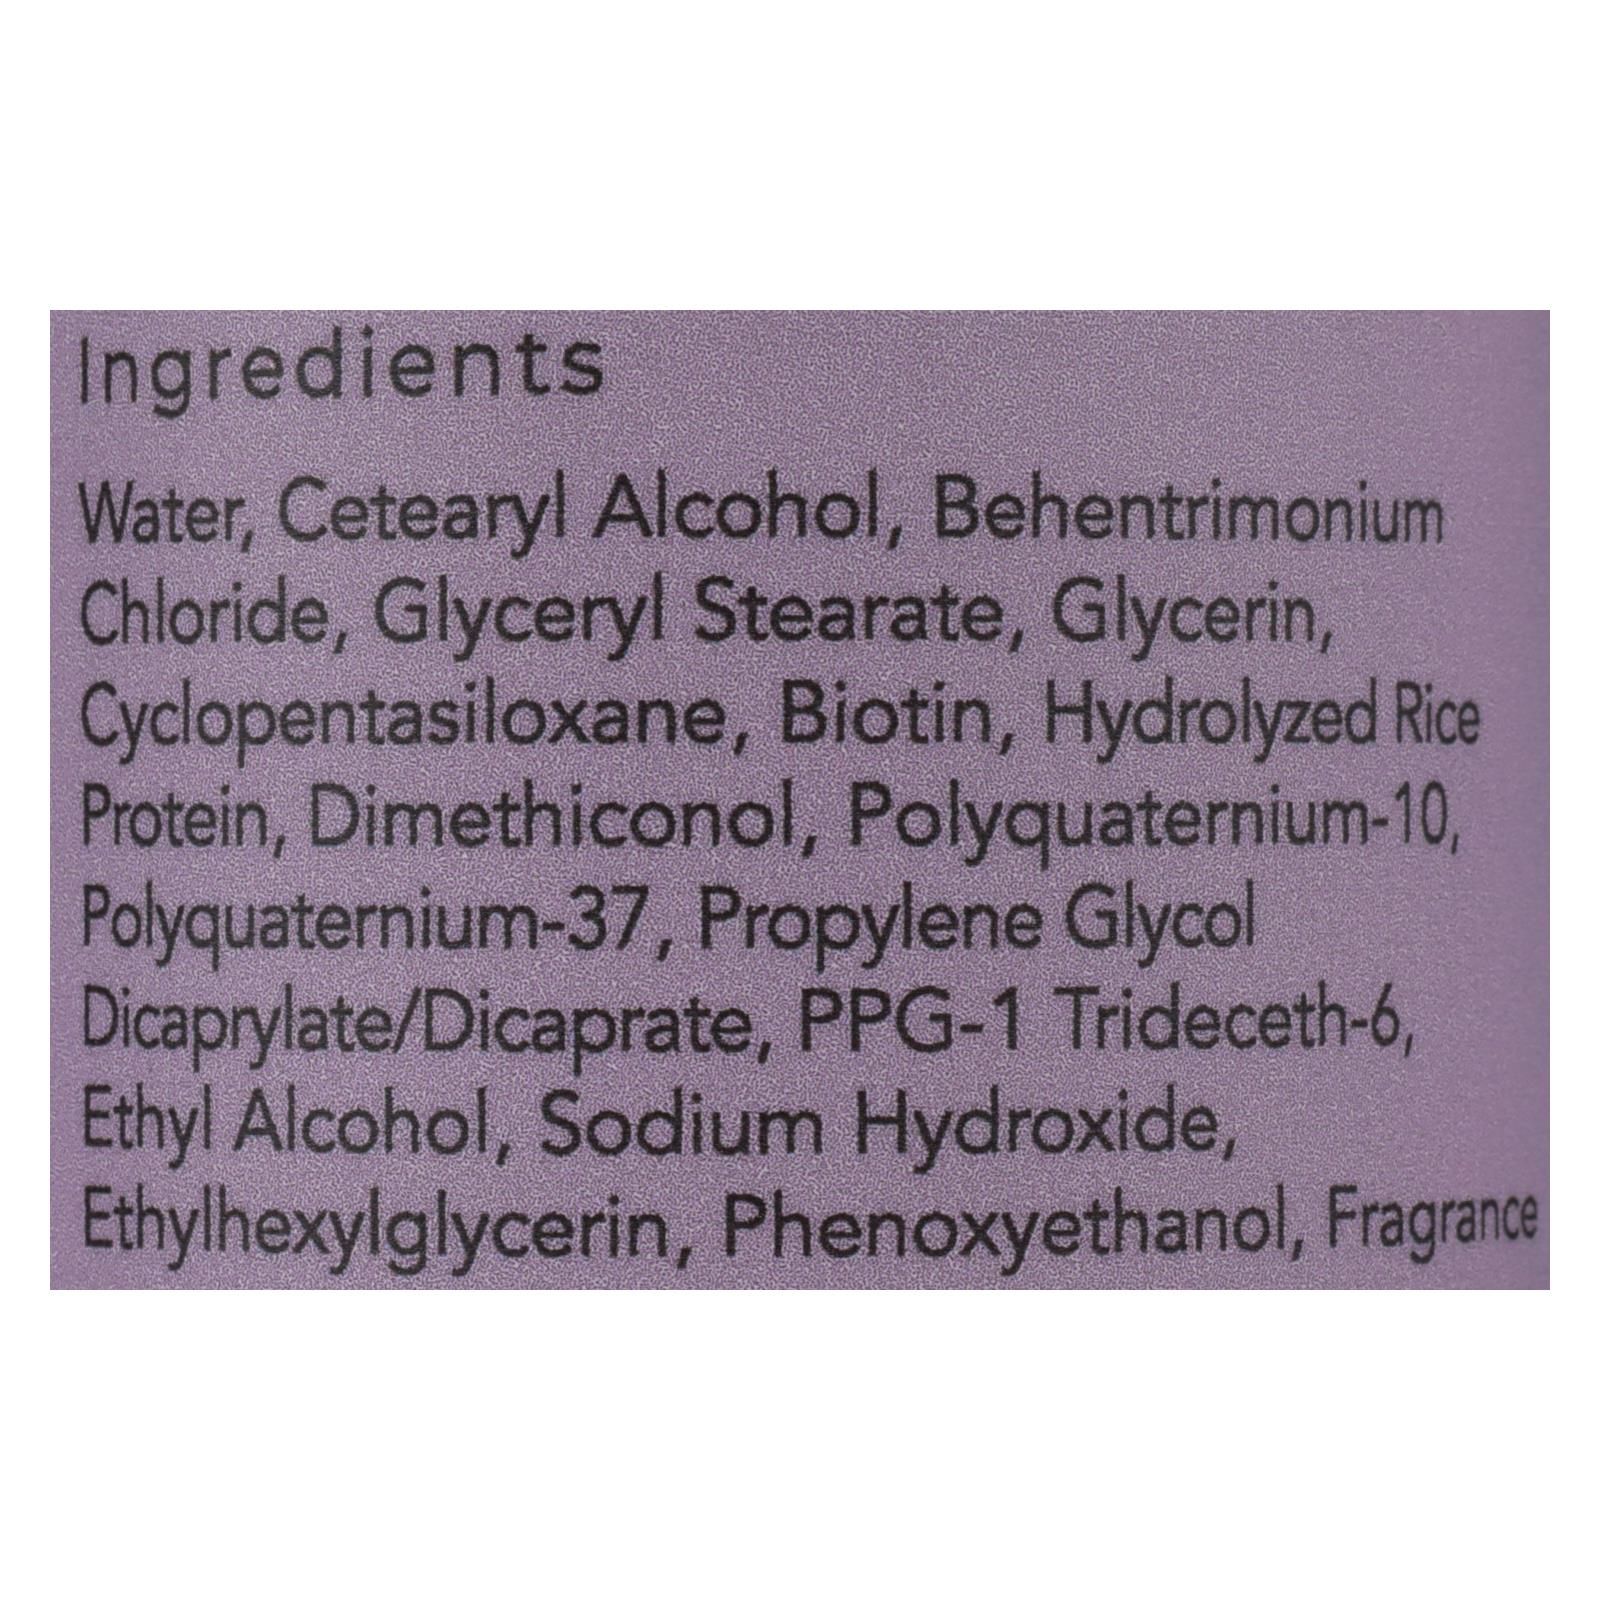 Ingredients
Water, Cetearyl Alcohol, Behentrimonium
Chloride, Glyceryl Stearate, Glycerin,
Cyclopentasiloxane, Biotin, Hydrolyzed Rice
Protein, Dimethiconol, Polyquaternium-10,
Polyquaternium-37, Propylene Glycol
Dicaprylate/Dicaprate, PPG-1 Trideceth-6,
Ethyl Alcohol, Sodium Hydroxide,
Ethylhexylglycerin, Phenoxyethanol, Fragrance